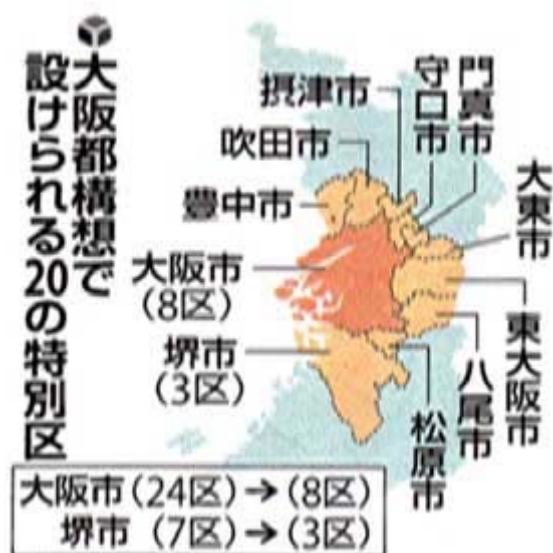 大阪都構想で
設けられる20の特別区
門真市
守口市
摂津市
吹田市
豊中市
大東市
大阪市
(8区)
堺市
(3区)
東大阪市
八尾市
松原市
大阪市(24区)→(8区)
堺市(7区)→(3区)